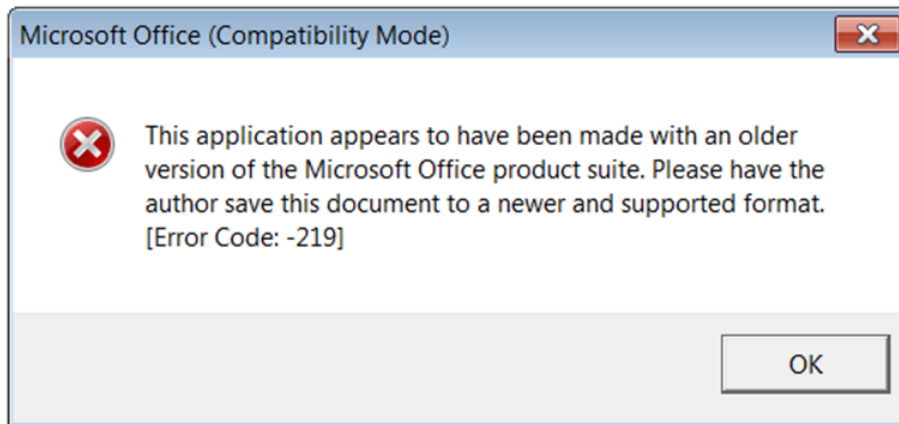 Microsoft Office (Compatibility Mode)
This application appears to have been made with an older
version of the Microsoft Office product suite. Please have the
author save this document to a newer and supported format.
[Error Code: -219]
OK